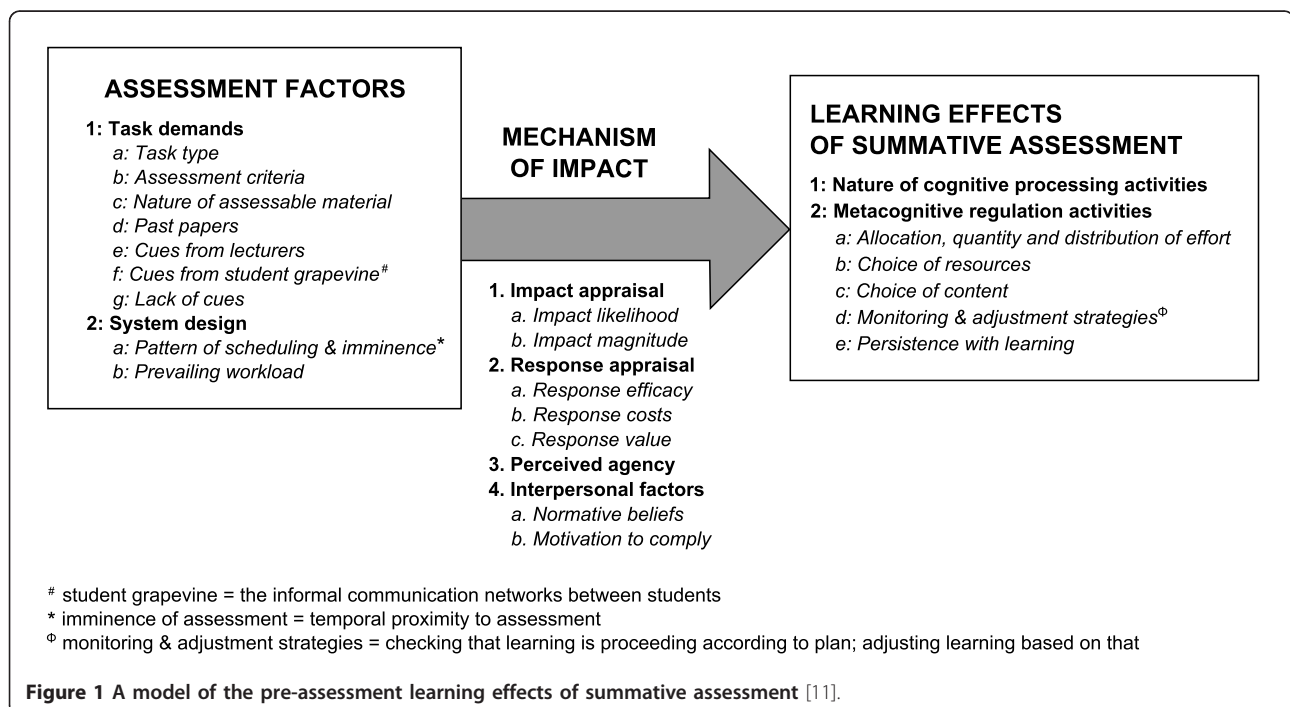 ASSESSMENT FACTORS
1: Task demands
a: Task type
b: Assessment criteria
c: Nature of assessable material
d: Past papers
e: Cues from lecturers
f: Cues from student grapevine#
g: Lack of cues
2: System design
a: Pattern of scheduling & imminence*
b: Prevailing workload
MECHANISM
OF IMPACT
1. Impact appraisal
a. Impact likelihood
b. Impact magnitude
2. Response appraisal
a. Response efficacy
b. Response costs
c. Response value
3. Perceived agency
4. Interpersonal factors
a. Normative beliefs
b. Motivation to comply
LEARNING EFFECTS
OF SUMMATIVE ASSESSMENT
1: Nature of cognitive processing activities
2: Metacognitive regulation activities
a: Allocation, quantity and distribution of effort
b: Choice of resources
c: Choice of content
d: Monitoring & adjustment strategiesΦ
e: Persistence with learning
# student grapevine = the informal communication networks between students
* imminence of assessment = temporal proximity to assessment
Φ monitoring & adjustment strategies = checking that learning is proceeding according to plan; adjusting learning based on that
Figure 1 A model of the pre-assessment learning effects of summative assessment [11].